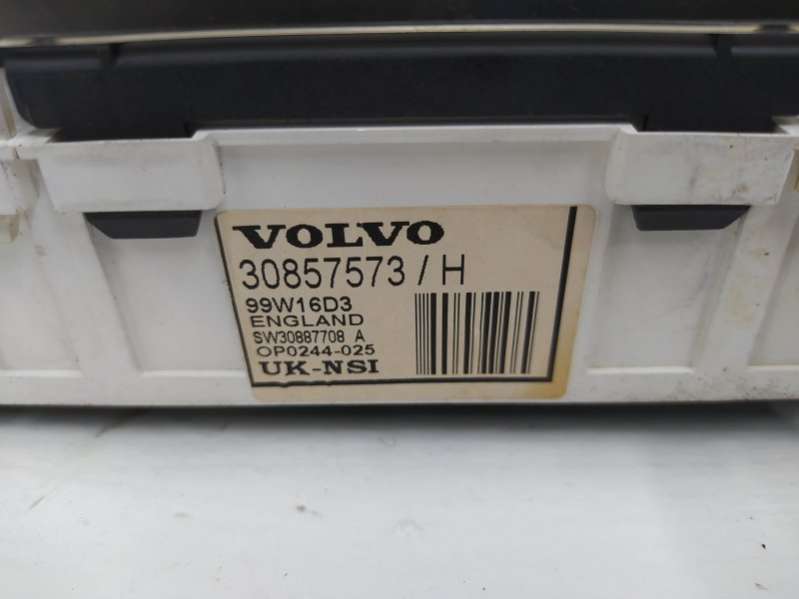 VOLVO
30857573 / H
99W16D3
ENGLAND
SW30887708 A
OP0244-025
UK-NSI